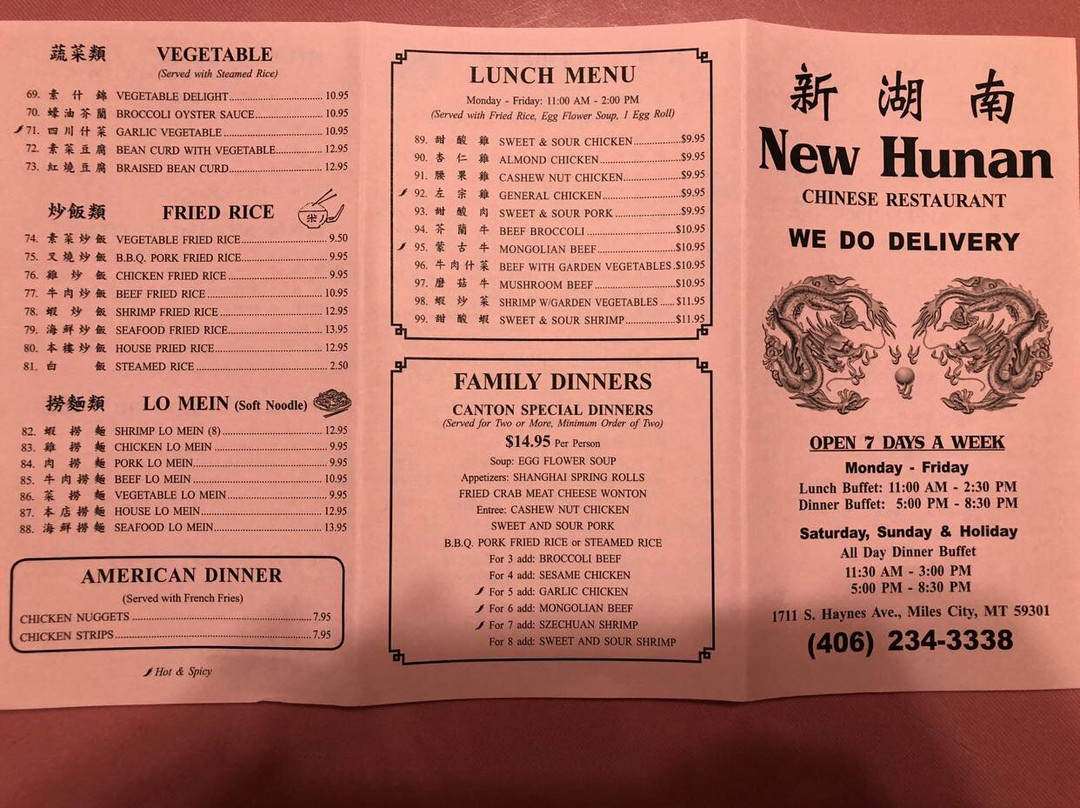 蔬菜類 VEGETABLE
(Served with Steamed Rice)
69. 素什錦 VEGETABLE DELIGHT 10.95
70. 蠔油芥蘭 BROCCOLI OYSTER SAUCE 10.95
71. 四川什菜 GARLIC VEGETABLE 10.95
72. 素菜豆腐 BEAN CURD WITH VEGETABLE 12.95
73. 紅燒豆腐 BRAISED BEAN CURD 12.95
炒飯類 FRIED RICE
米
74. 素菜炒飯 VEGETABLE FRIED RICE 9.50
75. 叉燒炒飯 B.B.Q. PORK FRIED RICE 9.95
76. 雞炒飯 CHICKEN FRIED RICE 9.95
77. 牛肉炒飯 BEEF FRIED RICE 10.95
78. 蝦炒飯 SHRIMP FRIED RICE 12.95
79. 海鮮炒飯 SEAFOOD FRIED RICE 13.95
80. 本樓炒飯 HOUSE PRIED RICE 12.95
81. 白飯 STEAMED RICE 2.50
撈麵類 LO MEIN (Soft Noodle)
82. 蝦撈麵 SHRIMP LO MEIN (8) 12.95
83. 雞撈麵 CHICKEN LO MEIN 9.95
84. 肉撈麵 PORK LO MEIN 9.95
85. 牛肉撈麵 BEEF LO MEIN 10.95
86. 菜撈麵 VEGETABLE LO MEIN 9.95
87. 本店撈麵 HOUSE LO MEIN 12.95
88. 海鮮撈麵 SEAFOOD LO MEIN 13.95
AMERICAN DINNER
(Served with French Fries)
CHICKEN NUGGETS 7.95
CHICKEN STRIPS 7.95
Hot & Spicy
LUNCH MENU
Monday - Friday: 11:00 AM - 2:00 PM
(Served with Fried Rice, Egg Flower Soup, 1 Egg Roll)
89. 甜酸雞 SWEET & SOUR CHICKEN $9.95
90. 杏仁雞 ALMOND CHICKEN $9.95
91. 腰果雞 CASHEW NUT CHICKEN $9.95
92. 左宗雞 GENERAL CHICKEN $9.95
93. 甜酸肉 SWEET & SOUR PORK $9.95
94. 芥蘭牛 BEEF BROCCOLI $10.95
95. 蒙古牛 MONGOLIAN BEEF $10.95
96. 牛肉什菜 BEEF WITH GARDEN VEGETABLES $10.95
97. 磨菇牛 MUSHROOM BEEF $10.95
98. 蝦炒菜 SHRIMP W/GARDEN VEGETABLES $11.95
99. 甜酸蝦 SWEET & SOUR SHRIMP $11.95
FAMILY DINNERS
CANTON SPECIAL DINNERS
(Served for Two or More, Minimum Order of Two)
$14.95 Per Person
Soup: EGG FLOWER SOUP
Appetizers: SHANGHAI SPRING ROLLS
FRIED CRAB MEAT CHEESE WONTON
Entree: CASHEW NUT CHICKEN
SWEET AND SOUR PORK
B.B.Q. PORK FRIED RICE or STEAMED RICE
For 3 add: BROCCOLI BEEF
For 4 add: SESAME CHICKEN
For 5 add: GARLIC CHICKEN
For 6 add: MONGOLIAN BEEF
For 7 add: SZECHUAN SHRIMP
For 8 add: SWEET AND SOUR SHRIMP
新湖南
New Hunan
CHINESE RESTAURANT
WE DO DELIVERY
OPEN 7 DAYS A WEEK
Monday - Friday
Lunch Buffet: 11:00 AM - 2:30 PM
Dinner Buffet: 5:00 PM - 8:30 PM
Saturday, Sunday & Holiday
All Day Dinner Buffet
11:30 AM - 3:00 PM
5:00 PM - 8:30 PM
1711 S. Haynes Ave., Miles City, MT 59301
(406) 234-3338